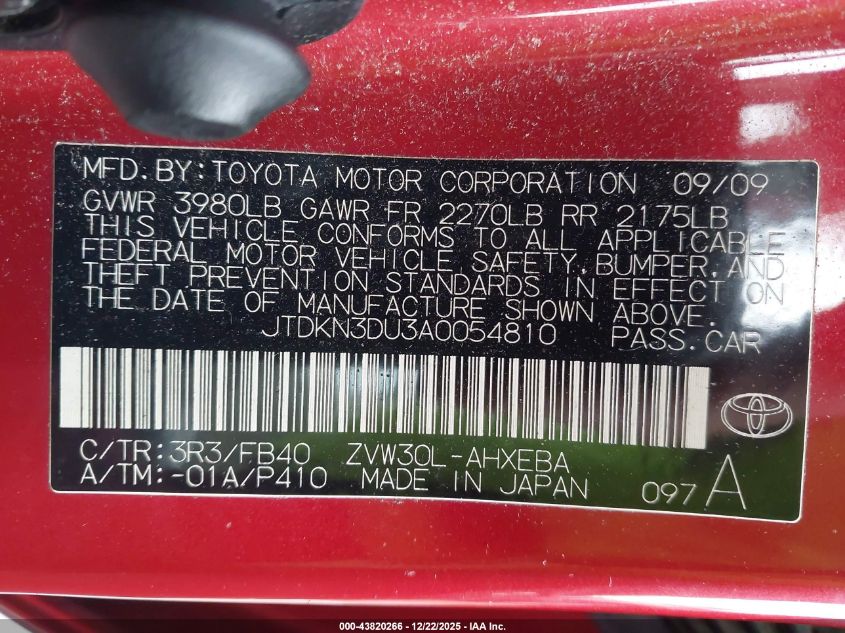 MFD.BY:TOYOTA MOTOR CORPORATION 09/09
GVWR 3980LB GAWR FR 2270LB RR 2175LB
THIS VEHICLE CONFORMS TO ALL APPLICABLE
FEDERAL MOTOR VEHICLE SAFETY,BUMPER,AND
THEFT PREVENTION STANDARDS IN EFFECT ON
THE DATE OF MANUFACTURE SHOWN ABOVE.
JTDKN3DU3A0054810 PASS.CAR
C/TR:3R3/FB40 ZVW30L-AHXEBA
A/TM:-01A/P410 MADE IN JAPAN 097 A
000-43820266 - 12/22/2025 - IAA Inc.